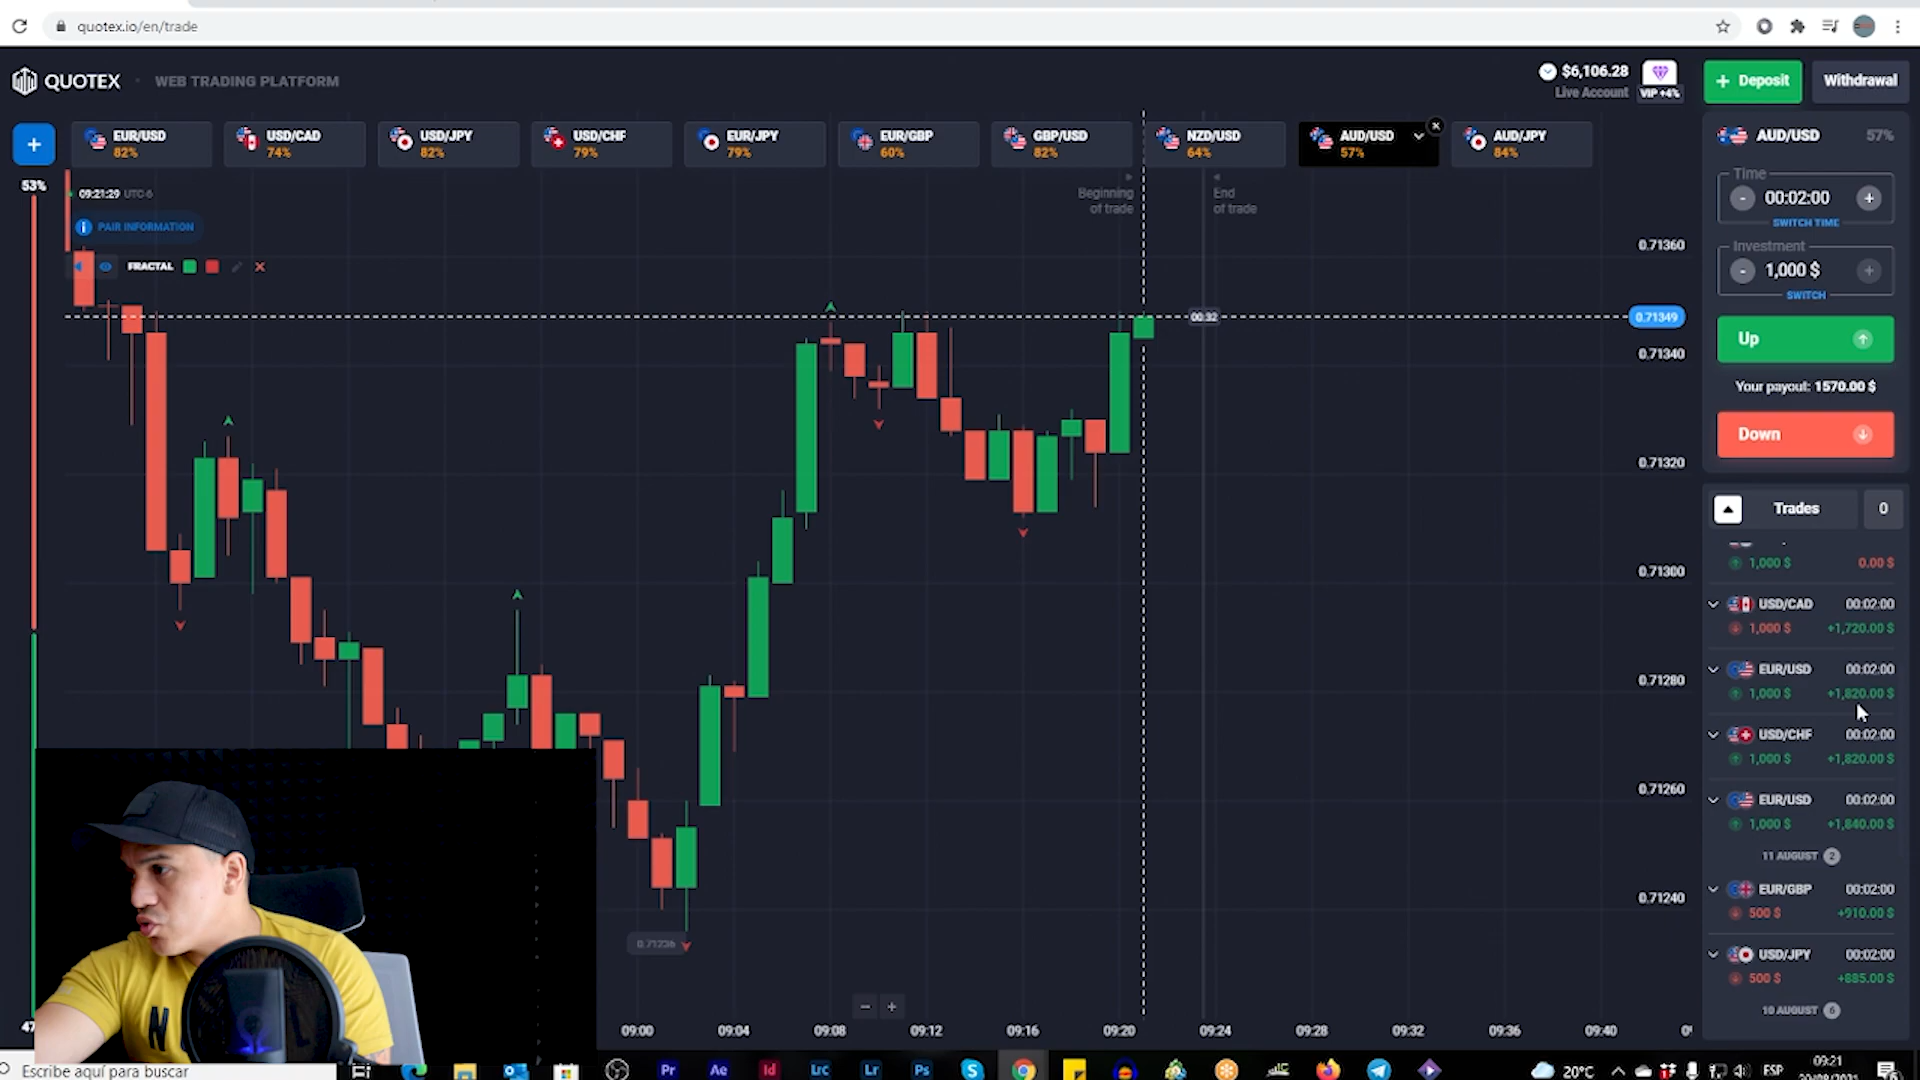 quotex.io/en/trade
QUOTEX
WEB TRADING PLATFORM
$6,106.28
Live Account
VIP +4%
+ Deposit
Withdrawal
+
EUR/USD
82%
USD/CAD
74%
USD/JPY
82%
USD/CHF
79%
EUR/JPY
79%
EUR/GBP
60%
GBP/USD
82%
NZD/USD
64%
AUD/USD
57%
AUD/JPY
84%
53%
09:21:29 UTC-6
PAIR INFORMATION
FRACTAL
Beginning
of trade
End
of trade
00:32
0.71360
0.71349
0.71340
0.71320
0.71300
0.71280
0.71260
0.71240
0.71236
AUD/USD 57%
Time
- 00:02:00 +
SWITCH TIME
Investment
- 1,000 $ +
SWITCH
Up
Your payout: 1570.00 $
Down
Trades 0
1,000 $ 0.00 $
USD/CAD 00:02:00
1,000 $ +1,720.00 $
EUR/USD 00:02:00
1,000 $ +1,820.00 $
USD/CHF 00:02:00
1,000 $ +1,820.00 $
EUR/USD 00:02:00
1,000 $ +1,840.00 $
11 AUGUST 2
EUR/GBP 00:02:00
500 $ +910.00 $
USD/JPY 00:02:00
500 $ +885.00 $
10 AUGUST 6
- +
09:00 09:04 09:08 09:12 09:16 09:20 09:24 09:28 09:32 09:36 09:40
Escribe aquí para buscar
Pr Ae Id Lrc Lr Ps
20°C
ESP
09:21